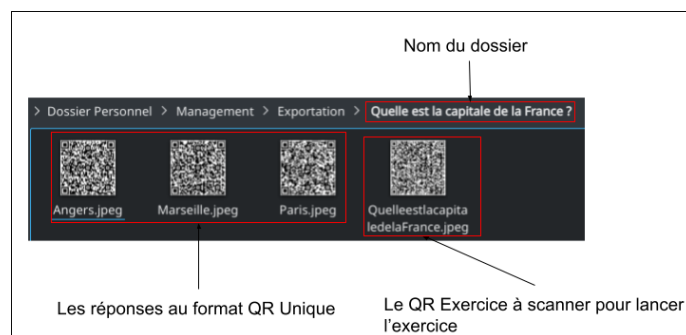 Nom du dossier
> Dossier Personnel > Management > Exportation > Quelle est la capitale de la France ?
Angers.jpeg
Marseille.jpeg
Paris.jpeg
Quelleestlacapita
ledelaFrance.jpeg
Les réponses au format QR Unique
Le QR Exercice à scanner pour lancer
l'exercice